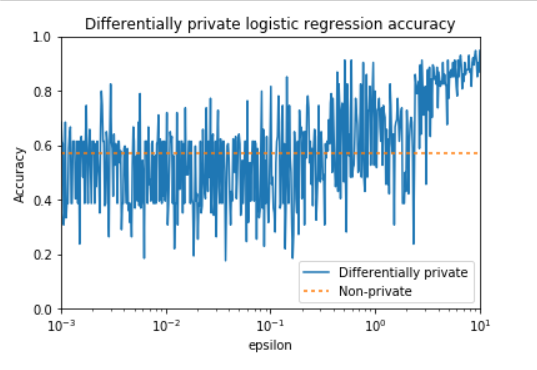 Differentially private logistic regression accuracy
1.0
0.8
0.6
0.4
0.2
0.0
Accuracy
Differentially private
Non-private
10⁻³ 10⁻² 10⁻¹ 10⁰ 10¹
epsilon